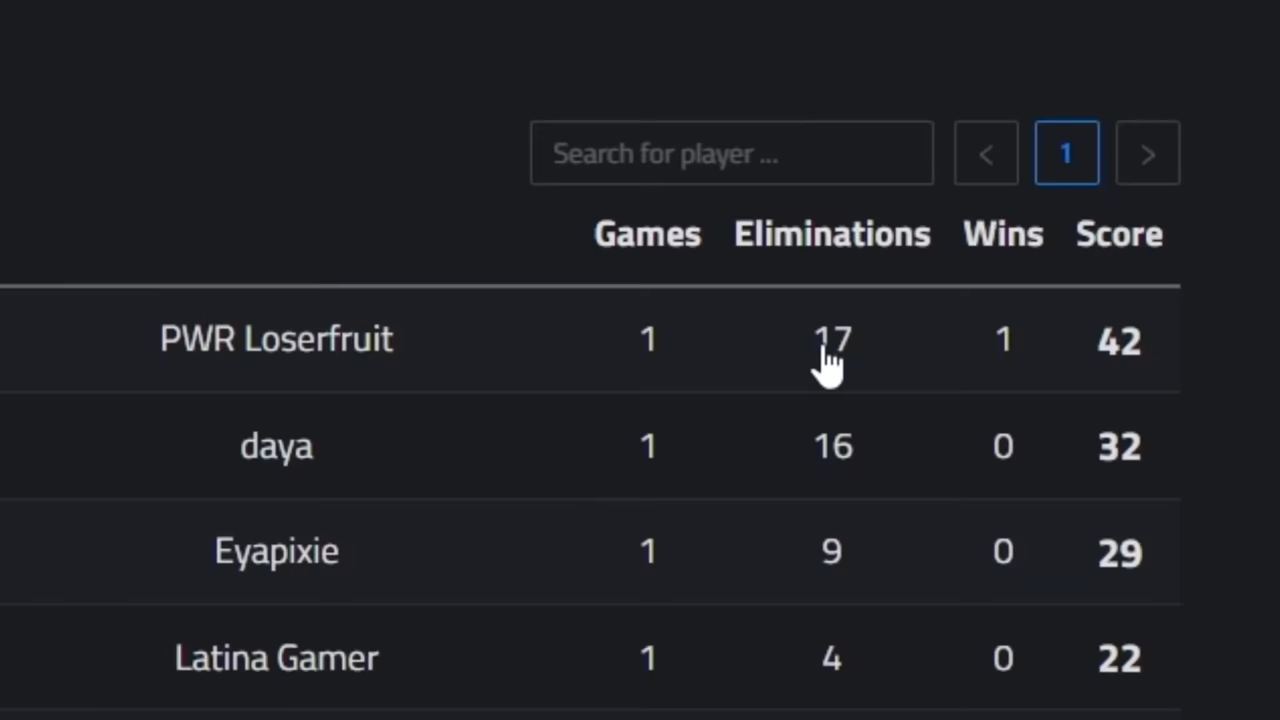 Search for player ... < 1 >
Games Eliminations Wins Score
PWR Loserfruit 1 17 1 42
daya 1 16 0 32
Eyapixie 1 9 0 29
Latina Gamer 1 4 0 22